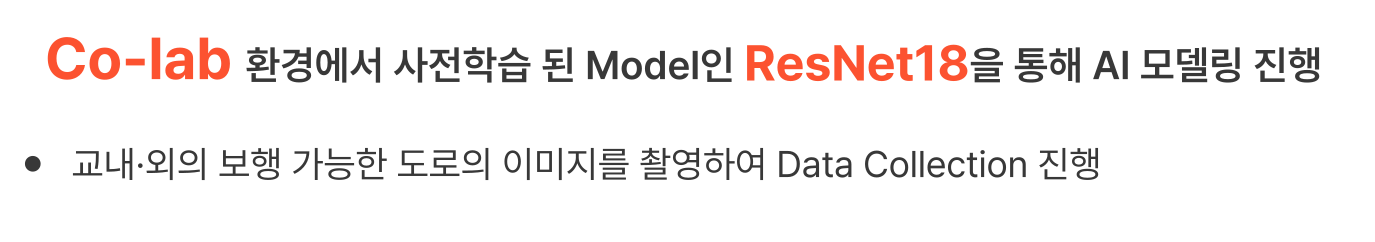 Co-lab 환경에서 사전학습 된 Model인 ResNet18을 통해 AI 모델링 진행
● 교내·외의 보행 가능한 도로의 이미지를 촬영하여 Data Collection 진행